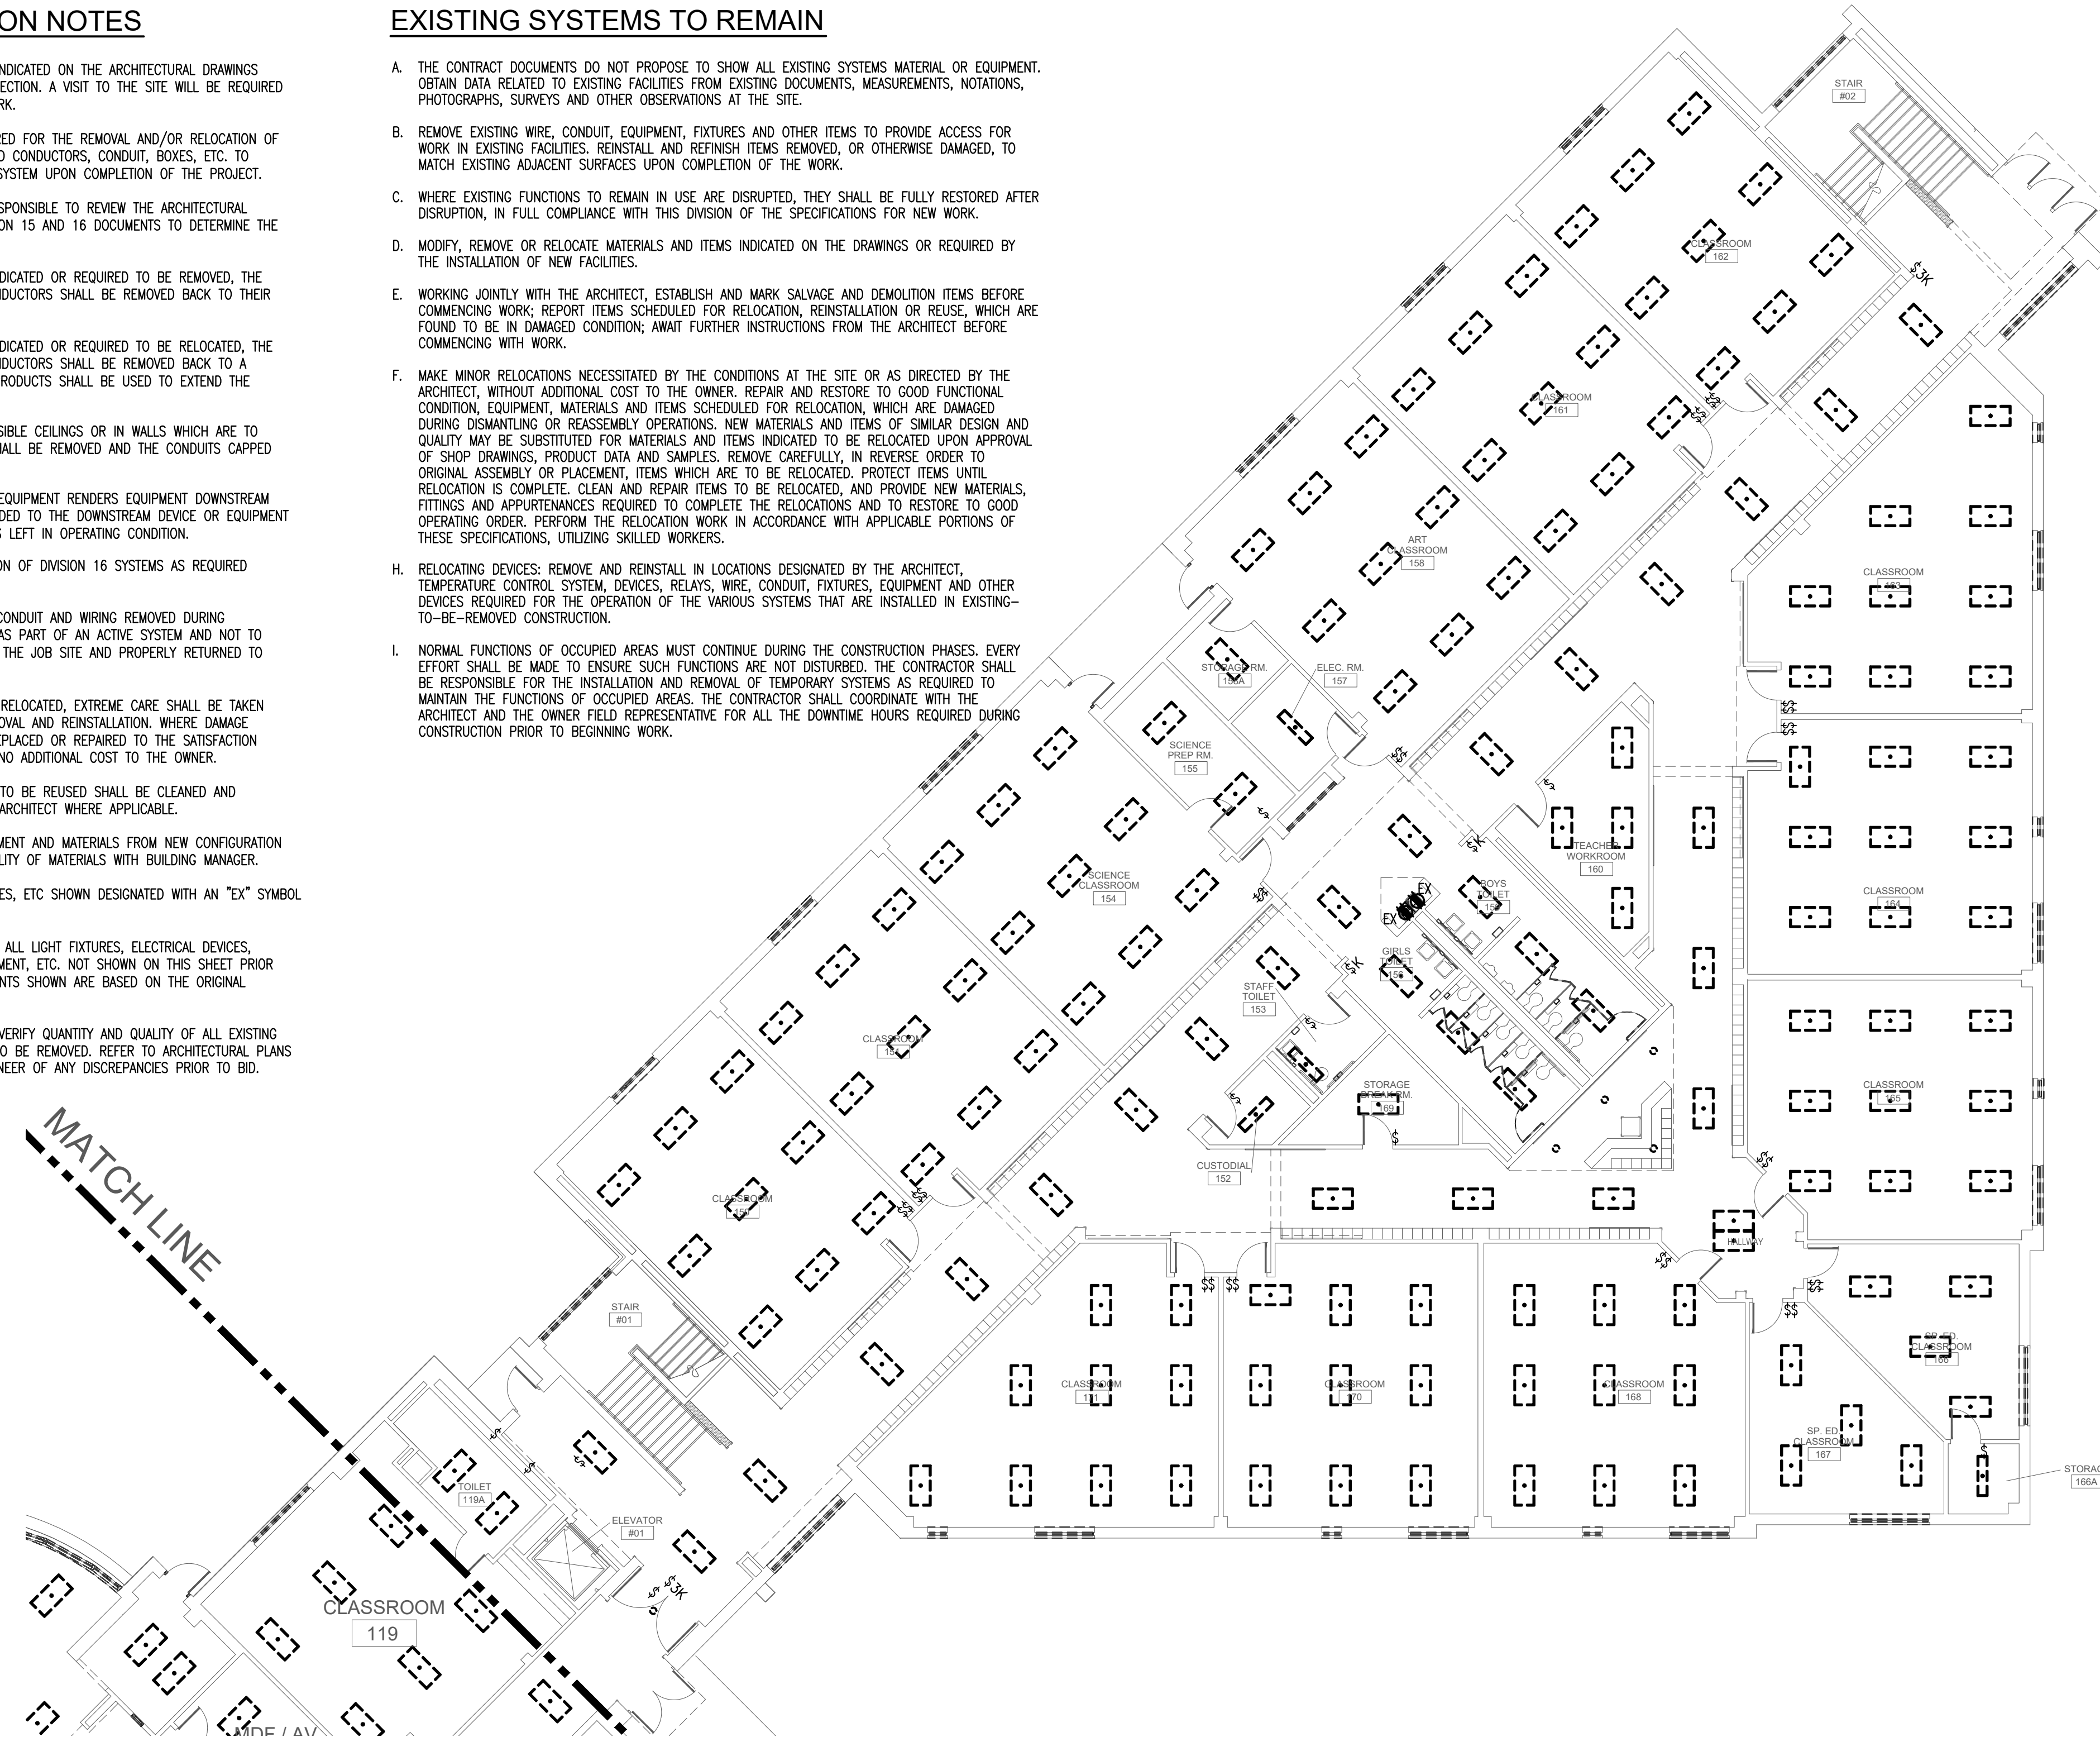 ON NOTES
NDICATED ON THE ARCHITECTURAL DRAWINGS
ECTION. A VISIT TO THE SITE WILL BE REQUIRED
RK.
RED FOR THE REMOVAL AND/OR RELOCATION OF
D CONDUCTORS, CONDUIT, BOXES, ETC. TO
SYSTEM UPON COMPLETION OF THE PROJECT.
SPONSIBLE TO REVIEW THE ARCHITECTURAL
ON 15 AND 16 DOCUMENTS TO DETERMINE THE
DICATED OR REQUIRED TO BE REMOVED, THE
NDUCTORS SHALL BE REMOVED BACK TO THEIR
DICATED OR REQUIRED TO BE RELOCATED, THE
NDUCTORS SHALL BE REMOVED BACK TO A
RODUCTS SHALL BE USED TO EXTEND THE
SIBLE CEILINGS OR IN WALLS WHICH ARE TO
HALL BE REMOVED AND THE CONDUITS CAPPED
EQUIPMENT RENDERS EQUIPMENT DOWNSTREAM
DED TO THE DOWNSTREAM DEVICE OR EQUIPMENT
S LEFT IN OPERATING CONDITION.
ON OF DIVISION 16 SYSTEMS AS REQUIRED
CONDUIT AND WIRING REMOVED DURING
AS PART OF AN ACTIVE SYSTEM AND NOT TO
THE JOB SITE AND PROPERLY RETURNED TO
RELOCATED, EXTREME CARE SHALL BE TAKEN
OVAL AND REINSTALLATION. WHERE DAMAGE
EPLACED OR REPAIRED TO THE SATISFACTION
NO ADDITIONAL COST TO THE OWNER.
TO BE REUSED SHALL BE CLEANED AND
ARCHITECT WHERE APPLICABLE.
MENT AND MATERIALS FROM NEW CONFIGURATION
LITY OF MATERIALS WITH BUILDING MANAGER.
ES, ETC SHOWN DESIGNATED WITH AN "EX" SYMBOL
ALL LIGHT FIXTURES, ELECTRICAL DEVICES,
MENT, ETC. NOT SHOWN ON THIS SHEET PRIOR
NTS SHOWN ARE BASED ON THE ORIGINAL
VERIFY QUANTITY AND QUALITY OF ALL EXISTING
O BE REMOVED. REFER TO ARCHITECTURAL PLANS
NEER OF ANY DISCREPANCIES PRIOR TO BID.
EXISTING SYSTEMS TO REMAIN
A. THE CONTRACT DOCUMENTS DO NOT PROPOSE TO SHOW ALL EXISTING SYSTEMS MATERIAL OR EQUIPMENT.
OBTAIN DATA RELATED TO EXISTING FACILITIES FROM EXISTING DOCUMENTS, MEASUREMENTS, NOTATIONS,
PHOTOGRAPHS, SURVEYS AND OTHER OBSERVATIONS AT THE SITE.
B. REMOVE EXISTING WIRE, CONDUIT, EQUIPMENT, FIXTURES AND OTHER ITEMS TO PROVIDE ACCESS FOR
WORK IN EXISTING FACILITIES. REINSTALL AND REFINISH ITEMS REMOVED, OR OTHERWISE DAMAGED, TO
MATCH EXISTING ADJACENT SURFACES UPON COMPLETION OF THE WORK.
C. WHERE EXISTING FUNCTIONS TO REMAIN IN USE ARE DISRUPTED, THEY SHALL BE FULLY RESTORED AFTER
DISRUPTION, IN FULL COMPLIANCE WITH THIS DIVISION OF THE SPECIFICATIONS FOR NEW WORK.
D. MODIFY, REMOVE OR RELOCATE MATERIALS AND ITEMS INDICATED ON THE DRAWINGS OR REQUIRED BY
THE INSTALLATION OF NEW FACILITIES.
E. WORKING JOINTLY WITH THE ARCHITECT, ESTABLISH AND MARK SALVAGE AND DEMOLITION ITEMS BEFORE
COMMENCING WORK; REPORT ITEMS SCHEDULED FOR RELOCATION, REINSTALLATION OR REUSE, WHICH ARE
FOUND TO BE IN DAMAGED CONDITION; AWAIT FURTHER INSTRUCTIONS FROM THE ARCHITECT BEFORE
COMMENCING WITH WORK.
F. MAKE MINOR RELOCATIONS NECESSITATED BY THE CONDITIONS AT THE SITE OR AS DIRECTED BY THE
ARCHITECT, WITHOUT ADDITIONAL COST TO THE OWNER. REPAIR AND RESTORE TO GOOD FUNCTIONAL
CONDITION, EQUIPMENT, MATERIALS AND ITEMS SCHEDULED FOR RELOCATION, WHICH ARE DAMAGED
DURING DISMANTLING OR REASSEMBLY OPERATIONS. NEW MATERIALS AND ITEMS OF SIMILAR DESIGN AND
QUALITY MAY BE SUBSTITUTED FOR MATERIALS AND ITEMS INDICATED TO BE RELOCATED UPON APPROVAL
OF SHOP DRAWINGS, PRODUCT DATA AND SAMPLES. REMOVE CAREFULLY, IN REVERSE ORDER TO
ORIGINAL ASSEMBLY OR PLACEMENT, ITEMS WHICH ARE TO BE RELOCATED. PROTECT ITEMS UNTIL
RELOCATION IS COMPLETE. CLEAN AND REPAIR ITEMS TO BE RELOCATED, AND PROVIDE NEW MATERIALS,
FITTINGS AND APPURTENANCES REQUIRED TO COMPLETE THE RELOCATIONS AND TO RESTORE TO GOOD
OPERATING ORDER. PERFORM THE RELOCATION WORK IN ACCORDANCE WITH APPLICABLE PORTIONS OF
THESE SPECIFICATIONS, UTILIZING SKILLED WORKERS.
H. RELOCATING DEVICES: REMOVE AND REINSTALL IN LOCATIONS DESIGNATED BY THE ARCHITECT,
TEMPERATURE CONTROL SYSTEM, DEVICES, RELAYS, WIRE, CONDUIT, FIXTURES, EQUIPMENT AND OTHER
DEVICES REQUIRED FOR THE OPERATION OF THE VARIOUS SYSTEMS THAT ARE INSTALLED IN EXISTING-
TO-BE-REMOVED CONSTRUCTION.
I. NORMAL FUNCTIONS OF OCCUPIED AREAS MUST CONTINUE DURING THE CONSTRUCTION PHASES. EVERY
EFFORT SHALL BE MADE TO ENSURE SUCH FUNCTIONS ARE NOT DISTURBED. THE CONTRACTOR SHALL
BE RESPONSIBLE FOR THE INSTALLATION AND REMOVAL OF TEMPORARY SYSTEMS AS REQUIRED TO
MAINTAIN THE FUNCTIONS OF OCCUPIED AREAS. THE CONTRACTOR SHALL COORDINATE WITH THE
ARCHITECT AND THE OWNER FIELD REPRESENTATIVE FOR ALL THE DOWNTIME HOURS REQUIRED DURING
CONSTRUCTION PRIOR TO BEGINNING WORK.
STAIR
#02
CLASSROOM
162
$3K
CLASSROOM
161
$$
$$
ART
CLASSROOM
158
CLASSROOM
163
STORAGE RM.
158A
ELEC. RM.
157
$$
$$
SCIENCE
PREP RM.
155
$$
$
$
TEACHER
WORKROOM
160
$K
SCIENCE
CLASSROOM
154
$$
EX
EX
BOYS
TOILET
CLASSROOM
164
GIRLS
TOILET
156
$K
STAFF
TOILET
153
$
CLASSROOM
151
STORAGE
BREAK RM.
169
$
$
CLASSROOM
165
CUSTODIAL
152
$$
CLASSROOM
150
$$
$$
HALLWAY
$$
$$
$$
$$
$$
STAIR
#01
SP. ED.
CLASSROOM
166
CLASSROOM
171
CLASSROOM
170
CLASSROOM
168
SP. ED.
CLASSROOM
167
$
STORAG
166A
MATCH LINE
$
$
$
TOILET
119A
ELEVATOR
#01
$
$3K
CLASSROOM
119
MDF / AV